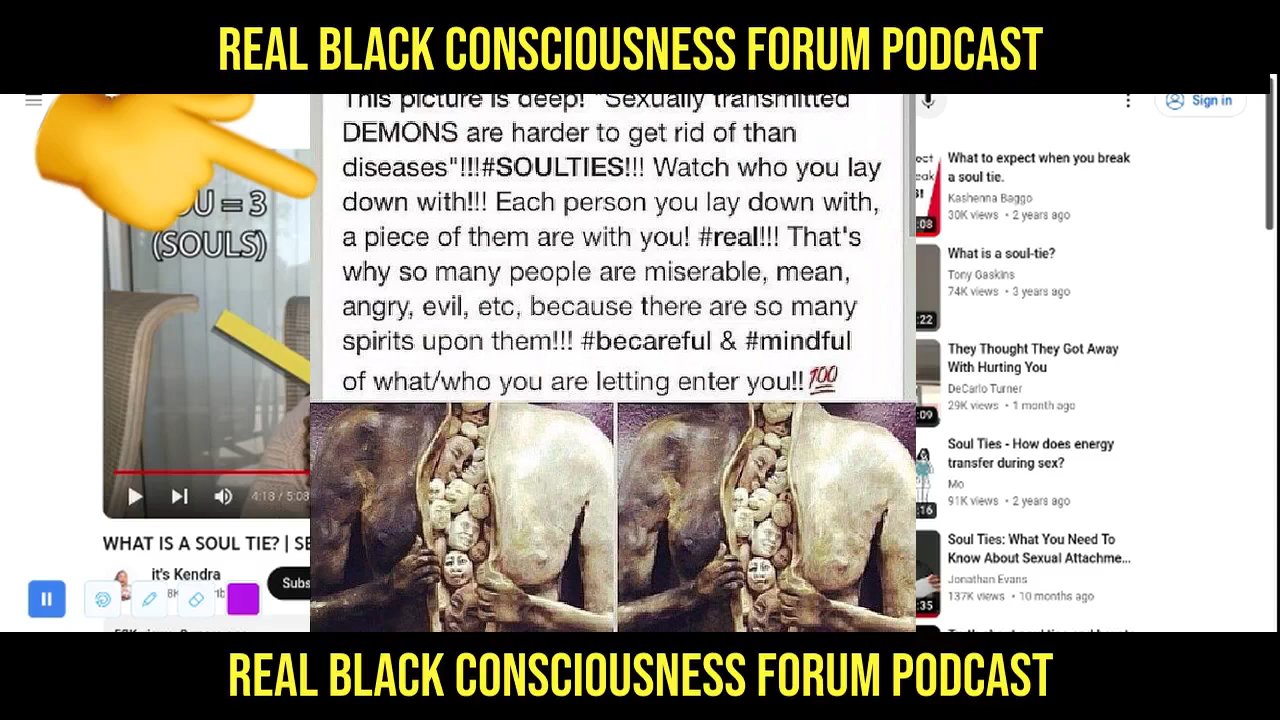 REAL BLACK CONSCIOUSNESS FORUM PODCAST
Sign in
This picture is deep! "Sexually transmitted
DEMONS are harder to get rid of than
diseases"!!!#SOULTIES!!! Watch who you lay
down with!!! Each person you lay down with,
a piece of them are with you! #real!!! That's
why so many people are miserable, mean,
angry, evil, etc, because there are so many
spirits upon them!!! #becareful & #mindful
of what/who you are letting enter you!!💯
OU = 3
(SOULS)
4:18 / 5:08
WHAT IS A SOUL TIE? | SE
it's Kendra
Subs
What to expect when you break
a soul tie.
Kashenna Baggo
30K views • 2 years ago
:08
What is a soul-tie?
Tony Gaskins
74K views • 3 years ago
:22
They Thought They Got Away
With Hurting You
DeCarlo Turner
29K views • 1 month ago
:09
Soul Ties - How does energy
transfer during sex?
Mo
91K views • 2 years ago
:16
Soul Ties: What You Need To
Know About Sexual Attachme...
Jonathan Evans
137K views • 10 months ago
:35
REAL BLACK CONSCIOUSNESS FORUM PODCAST